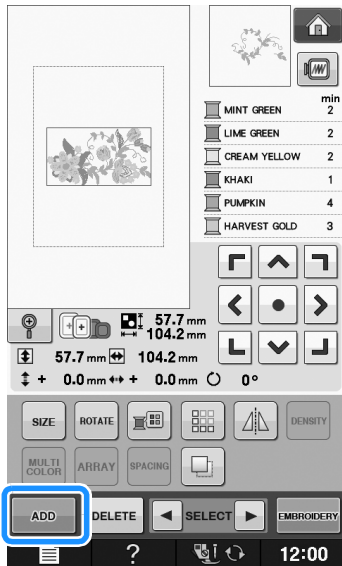 min
MINT GREEN 2
LIME GREEN 2
CREAM YELLOW 2
KHAKI 1
PUMPKIN 4
HARVEST GOLD 3
57.7 mm
104.2 mm
57.7 mm 104.2 mm
+ 0.0 mm + 0.0 mm 0°
SIZE ROTATE DENSITY
MULTI COLOR ARRAY SPACING
ADD DELETE SELECT EMBROIDERY
? 12:00